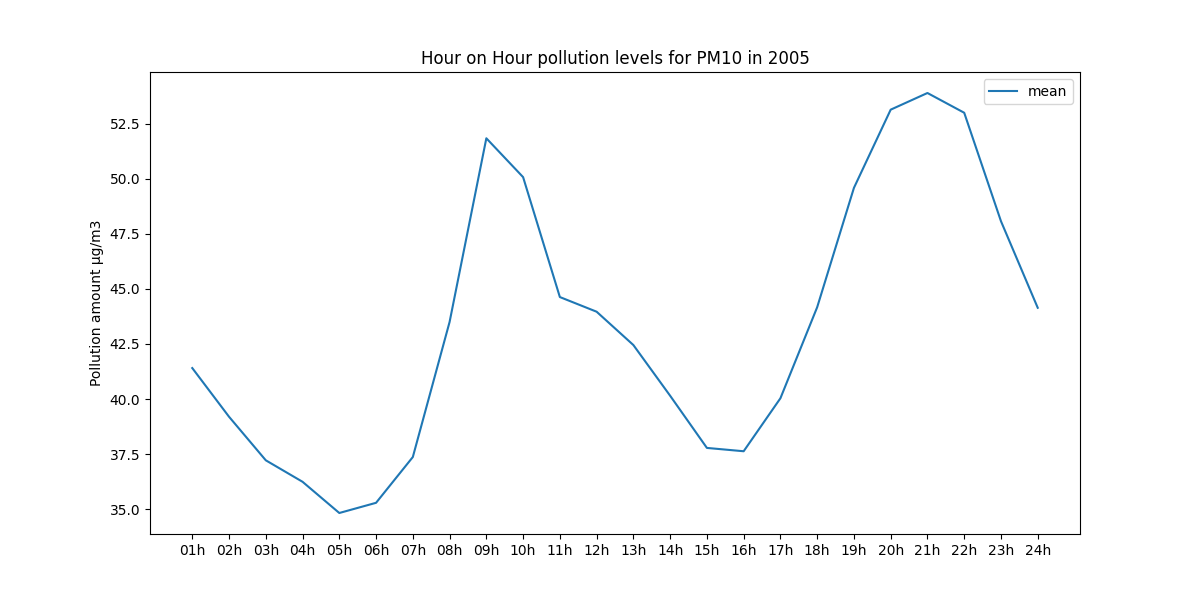 Hour on Hour pollution levels for PM10 in 2005
mean
Pollution amount µg/m3
52.5
50.0
47.5
45.0
42.5
40.0
37.5
35.0
01h 02h 03h 04h 05h 06h 07h 08h 09h 10h 11h 12h 13h 14h 15h 16h 17h 18h 19h 20h 21h 22h 23h 24h